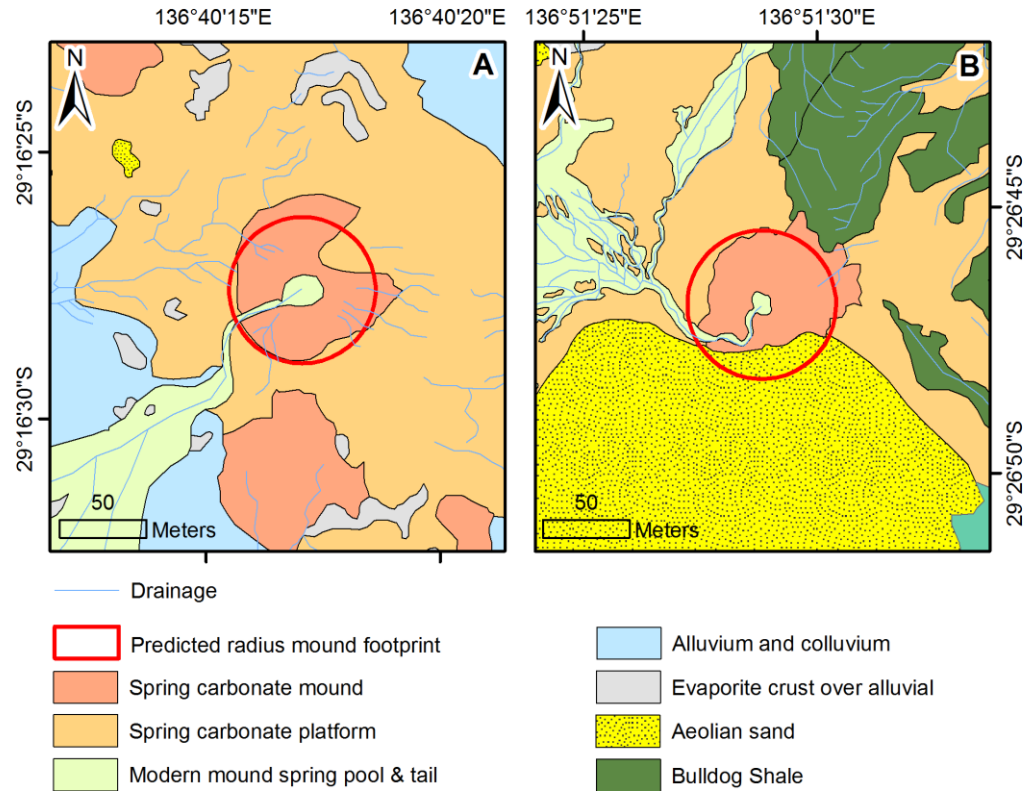 136°40'15"E 136°40'20"E 136°51'25"E 136°51'30"E
N A N B
29°16'25"S
29°16'30"S
29°26'45"S
29°26'50"S
50
Meters
50
Meters
Drainage
Predicted radius mound footprint
Spring carbonate mound
Spring carbonate platform
Modern mound spring pool & tail
Alluvium and colluvium
Evaporite crust over alluvial
Aeolian sand
Bulldog Shale